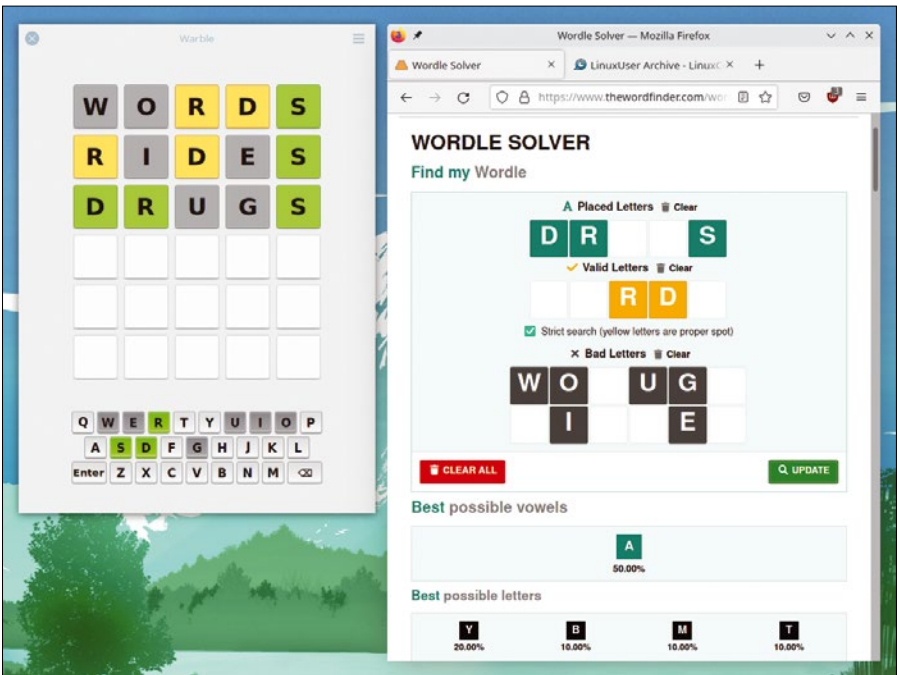 Warble
W O R D S
R I D E S
D R U G S
Q W E R T Y U I O P
A S D F G H J K L
Enter Z X C V B N M ⌫
Wordle Solver — Mozilla Firefox
Wordle Solver × LinuxUser Archive - Linux × +
https://www.thewordfinder.com/wor
WORDLE SOLVER
Find my Wordle
A Placed Letters Clear
D R S
✓ Valid Letters Clear
R D
Strict search (yellow letters are proper spot)
✕ Bad Letters Clear
W O U G
I E
CLEAR ALL UPDATE
Best possible vowels
A
50.00%
Best possible letters
Y B M T
20.00% 10.00% 10.00% 10.00%